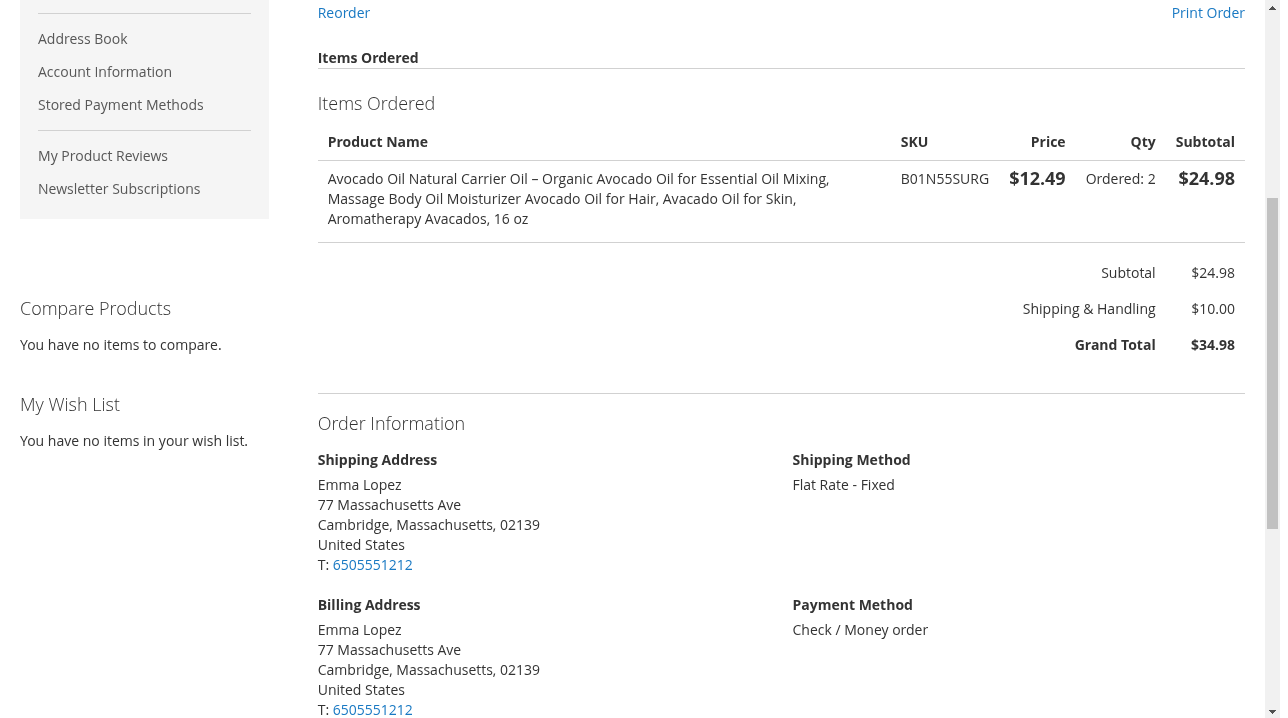 Reorder
Print Order
Address Book
Account Information
Stored Payment Methods
My Product Reviews
Newsletter Subscriptions
Compare Products
You have no items to compare.
My Wish List
You have no items in your wish list.
Items Ordered
Items Ordered
Product Name SKU Price Qty Subtotal
Avocado Oil Natural Carrier Oil – Organic Avocado Oil for Essential Oil Mixing, B01N55SURG $12.49 Ordered: 2 $24.98
Massage Body Oil Moisturizer Avocado Oil for Hair, Avacado Oil for Skin,
Aromatherapy Avacados, 16 oz
Subtotal $24.98
Shipping & Handling $10.00
Grand Total $34.98
Order Information
Shipping Address
Emma Lopez
77 Massachusetts Ave
Cambridge, Massachusetts, 02139
United States
T: 6505551212
Shipping Method
Flat Rate - Fixed
Billing Address
Emma Lopez
77 Massachusetts Ave
Cambridge, Massachusetts, 02139
United States
T: 6505551212
Payment Method
Check / Money order